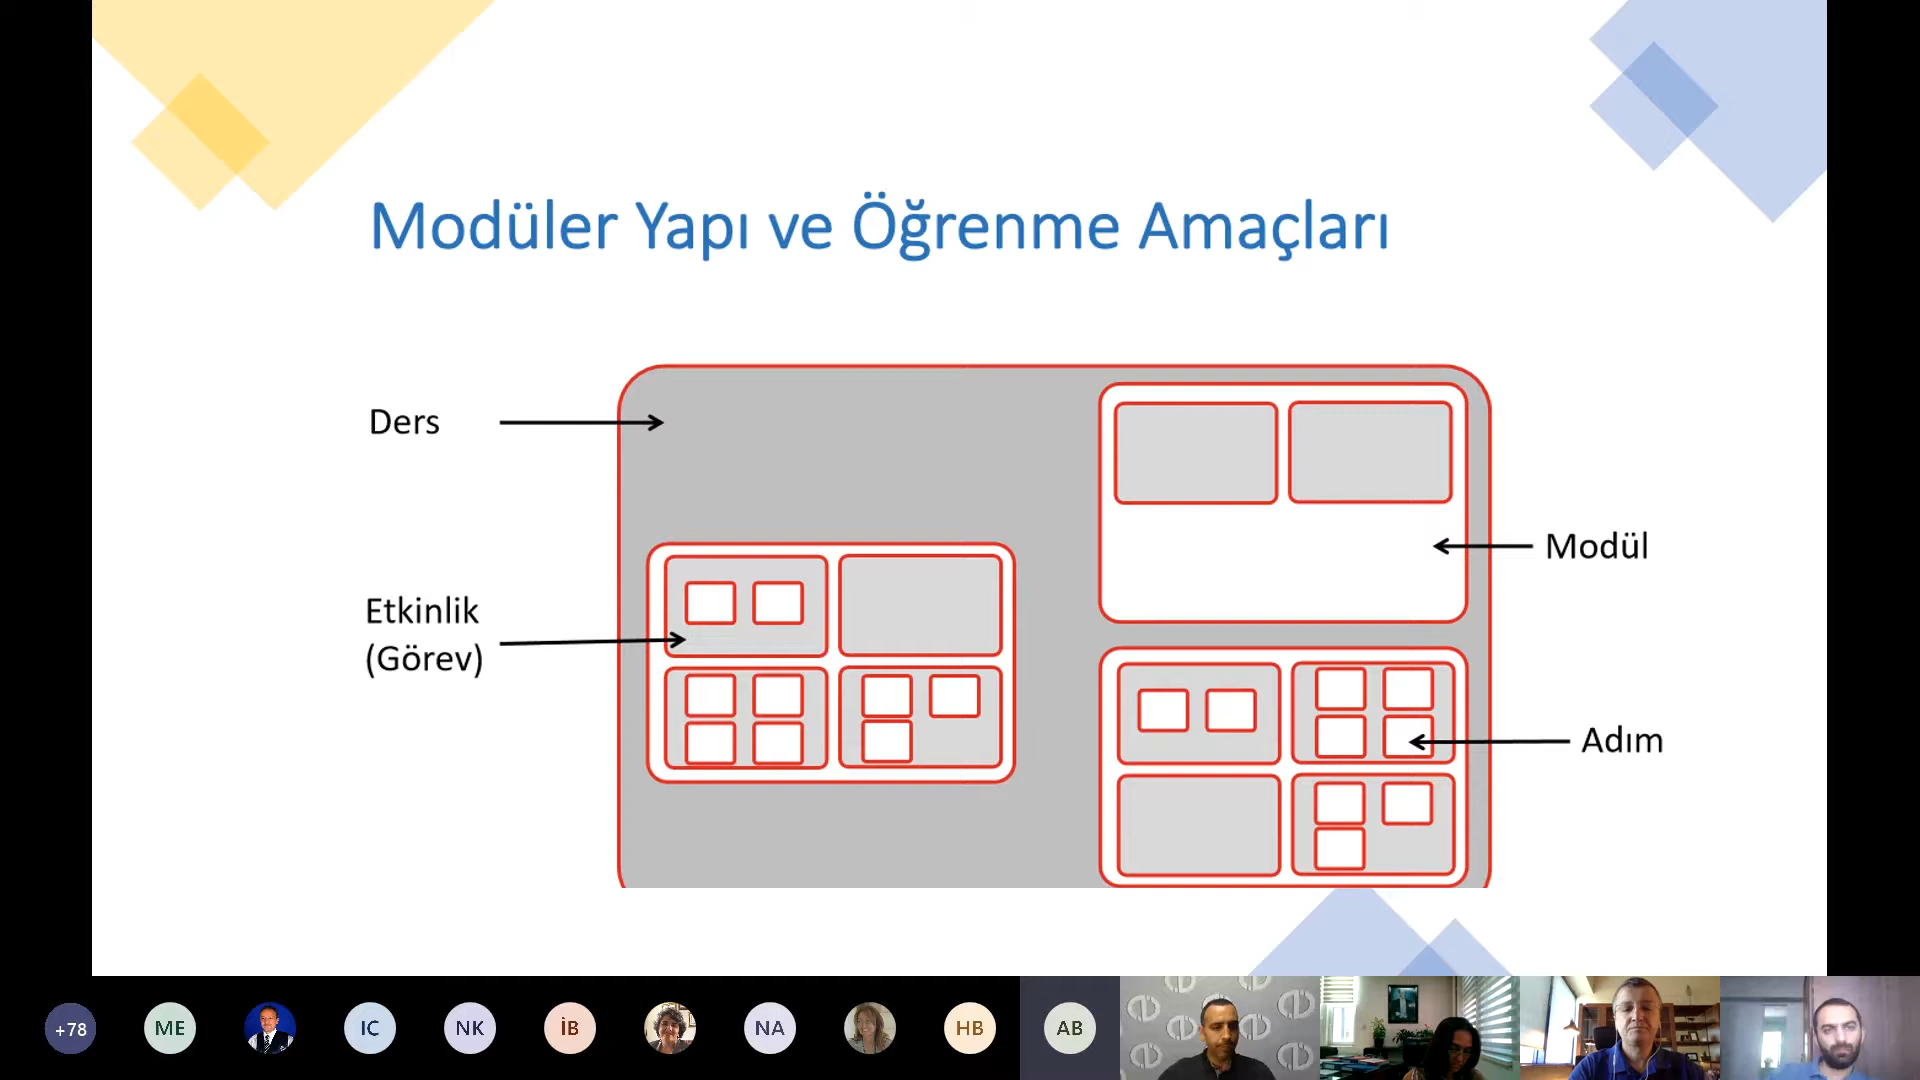 Modüler Yapı ve Öğrenme Amaçları
Ders
Modül
Etkinlik
(Görev)
Adım
+78
ME
IC
NK
İB
NA
HB
AB